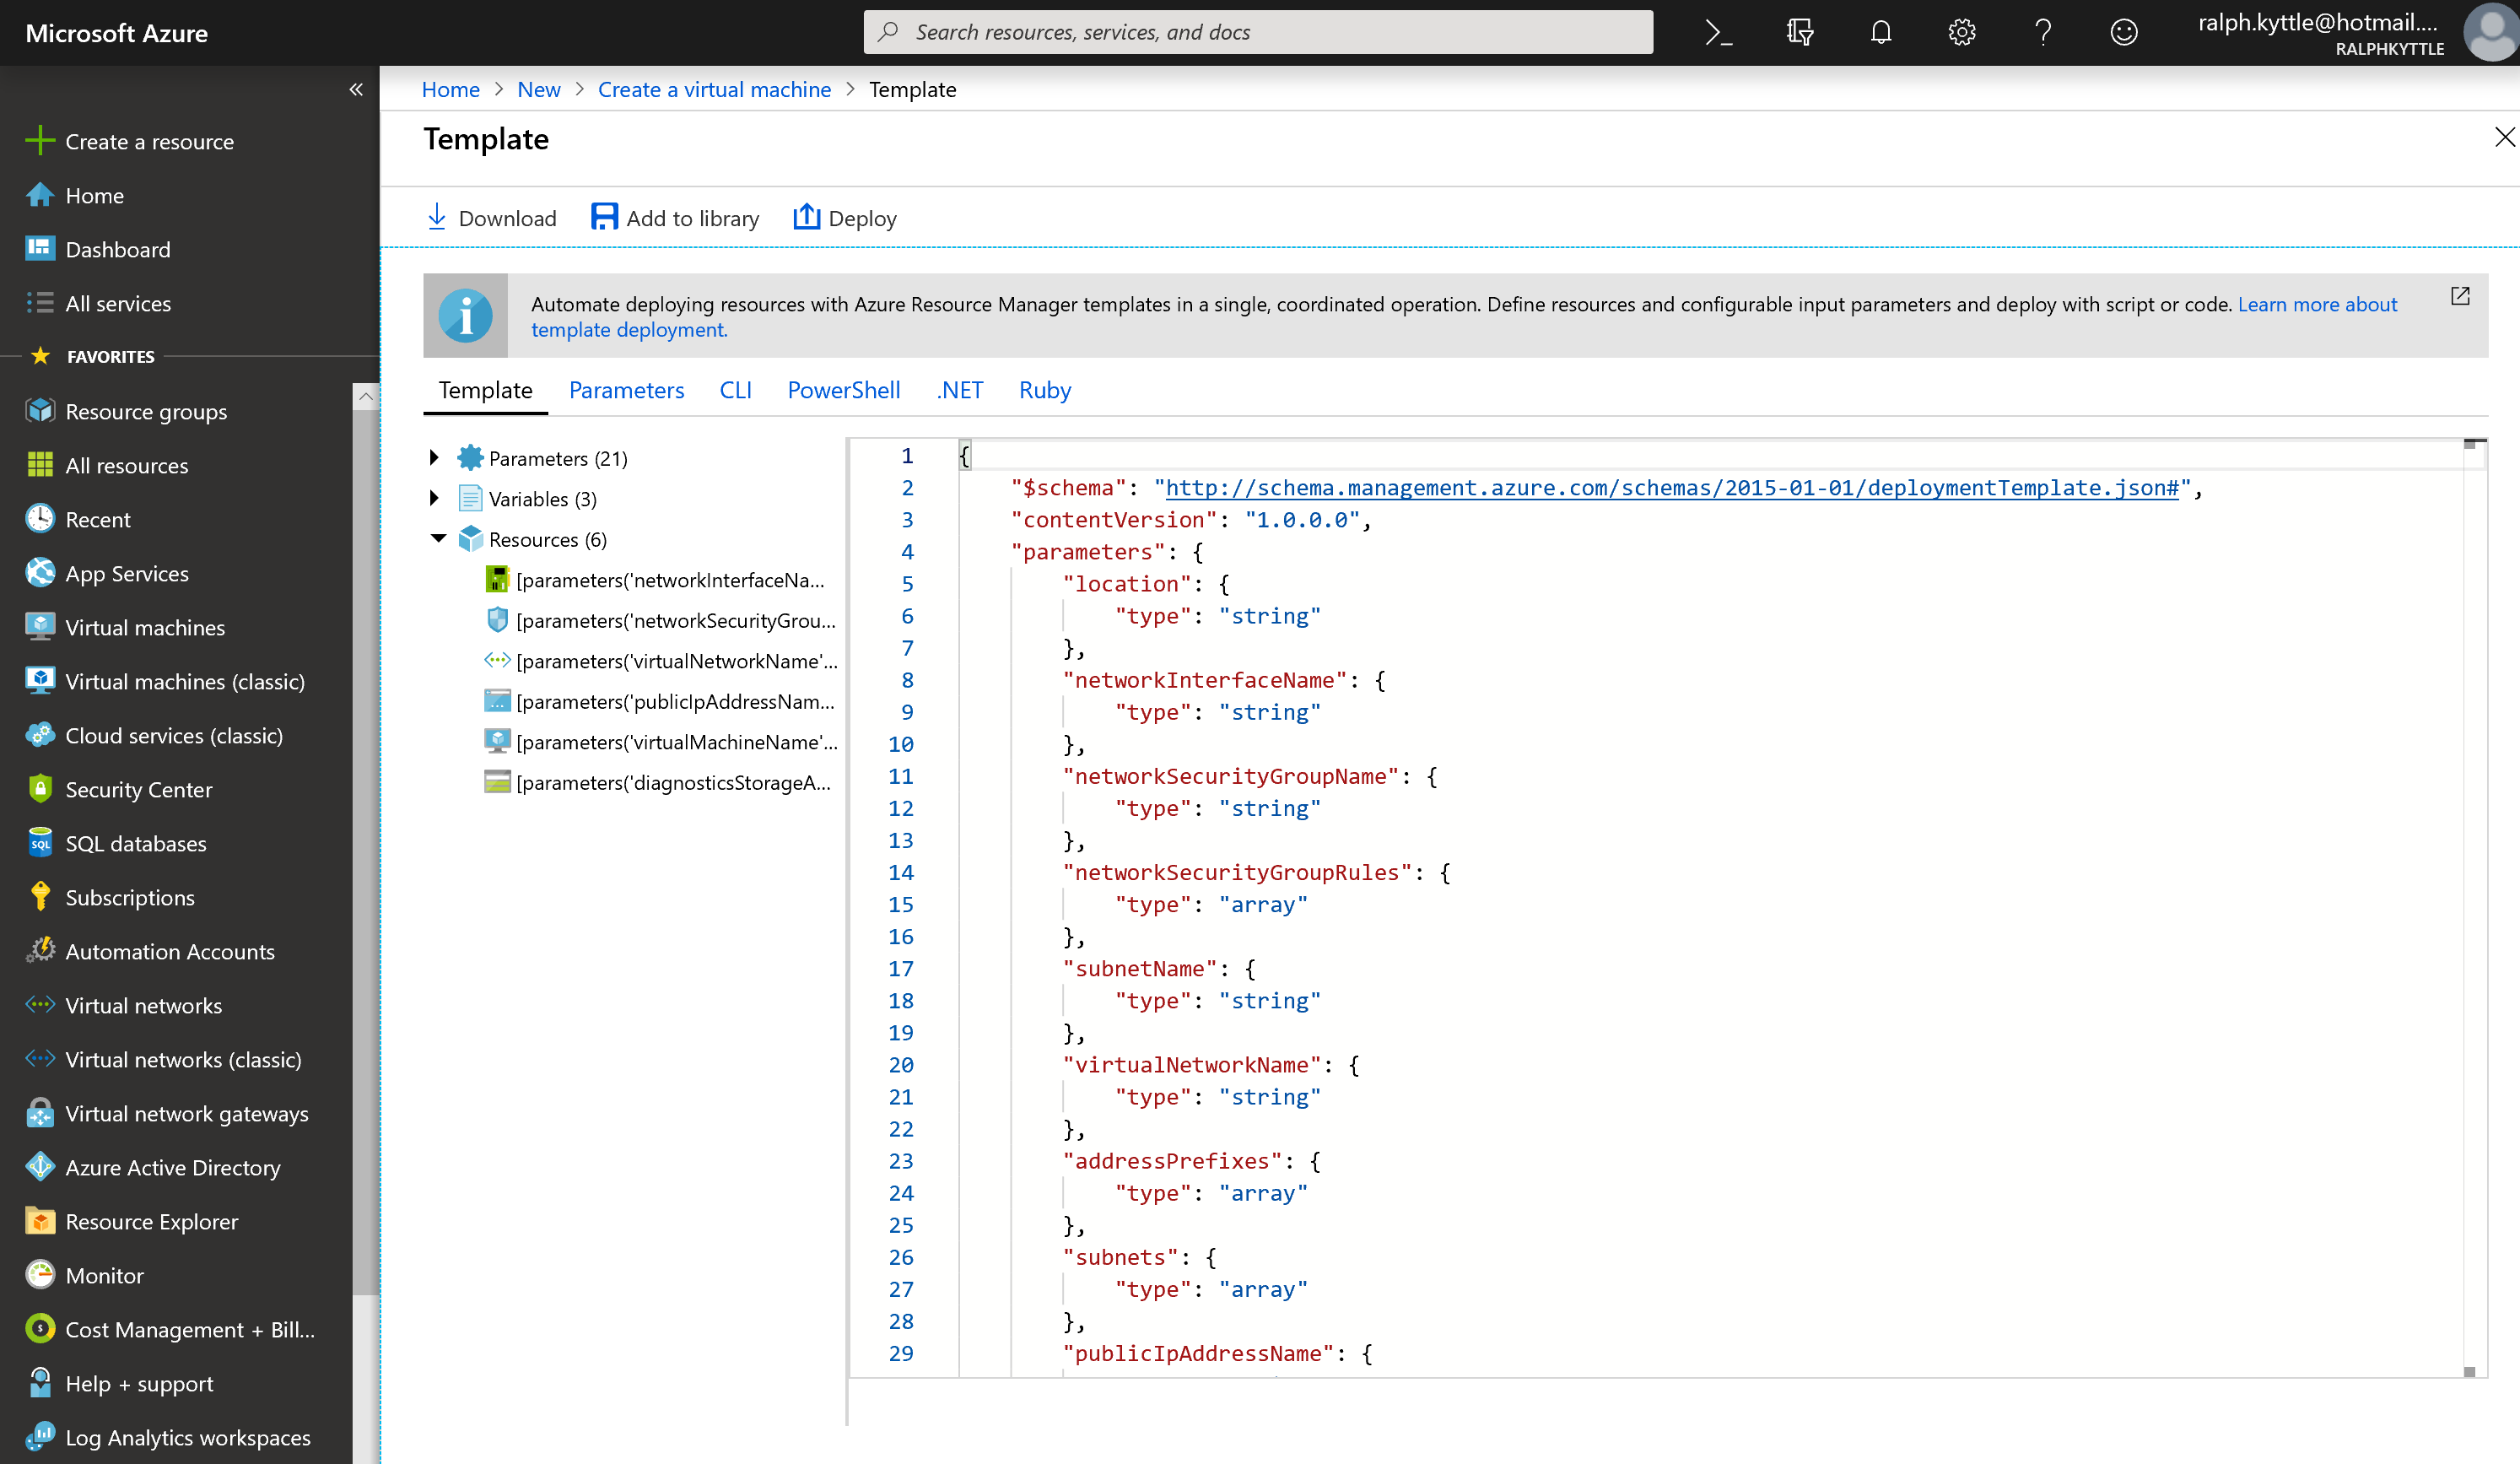 Microsoft Azure
Search resources, services, and docs
ralph.kyttle@hotmail....
RALPHKYTTLE
Create a resource
Home
Dashboard
All services
FAVORITES
Resource groups
All resources
Recent
App Services
Virtual machines
Virtual machines (classic)
Cloud services (classic)
Security Center
SQL databases
Subscriptions
Automation Accounts
Virtual networks
Virtual networks (classic)
Virtual network gateways
Azure Active Directory
Resource Explorer
Monitor
Cost Management + Bill...
Help + support
Log Analytics workspaces
Home > New > Create a virtual machine > Template
Template
Download Add to library Deploy
Automate deploying resources with Azure Resource Manager templates in a single, coordinated operation. Define resources and configurable input parameters and deploy with script or code. Learn more about
template deployment.
Template Parameters CLI PowerShell .NET Ruby
Parameters (21)
Variables (3)
Resources (6)
[parameters('networkInterfaceNa...
[parameters('networkSecurityGrou...
[parameters('virtualNetworkName'...
[parameters('publicIpAddressNam...
[parameters('virtualMachineName'...
[parameters('diagnosticsStorageA...
1 {
2 "$schema": "http://schema.management.azure.com/schemas/2015-01-01/deploymentTemplate.json#",
3 "contentVersion": "1.0.0.0",
4 "parameters": {
5 "location": {
6 "type": "string"
7 },
8 "networkInterfaceName": {
9 "type": "string"
10 },
11 "networkSecurityGroupName": {
12 "type": "string"
13 },
14 "networkSecurityGroupRules": {
15 "type": "array"
16 },
17 "subnetName": {
18 "type": "string"
19 },
20 "virtualNetworkName": {
21 "type": "string"
22 },
23 "addressPrefixes": {
24 "type": "array"
25 },
26 "subnets": {
27 "type": "array"
28 },
29 "publicIpAddressName": {